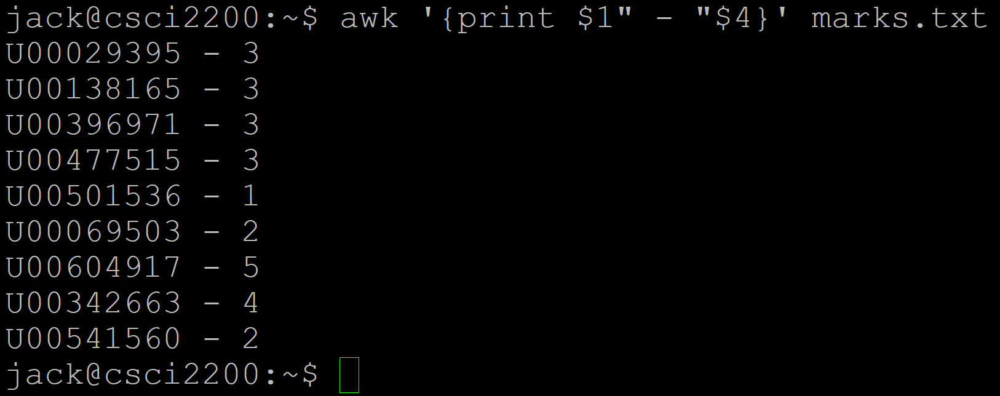 jack@csci2200:~$ awk '{print $1" - "$4}' marks.txt
U00029395 - 3
U00138165 - 3
U00396971 - 3
U00477515 - 3
U00501536 - 1
U00069503 - 2
U00604917 - 5
U00342663 - 4
U00541560 - 2
jack@csci2200:~$